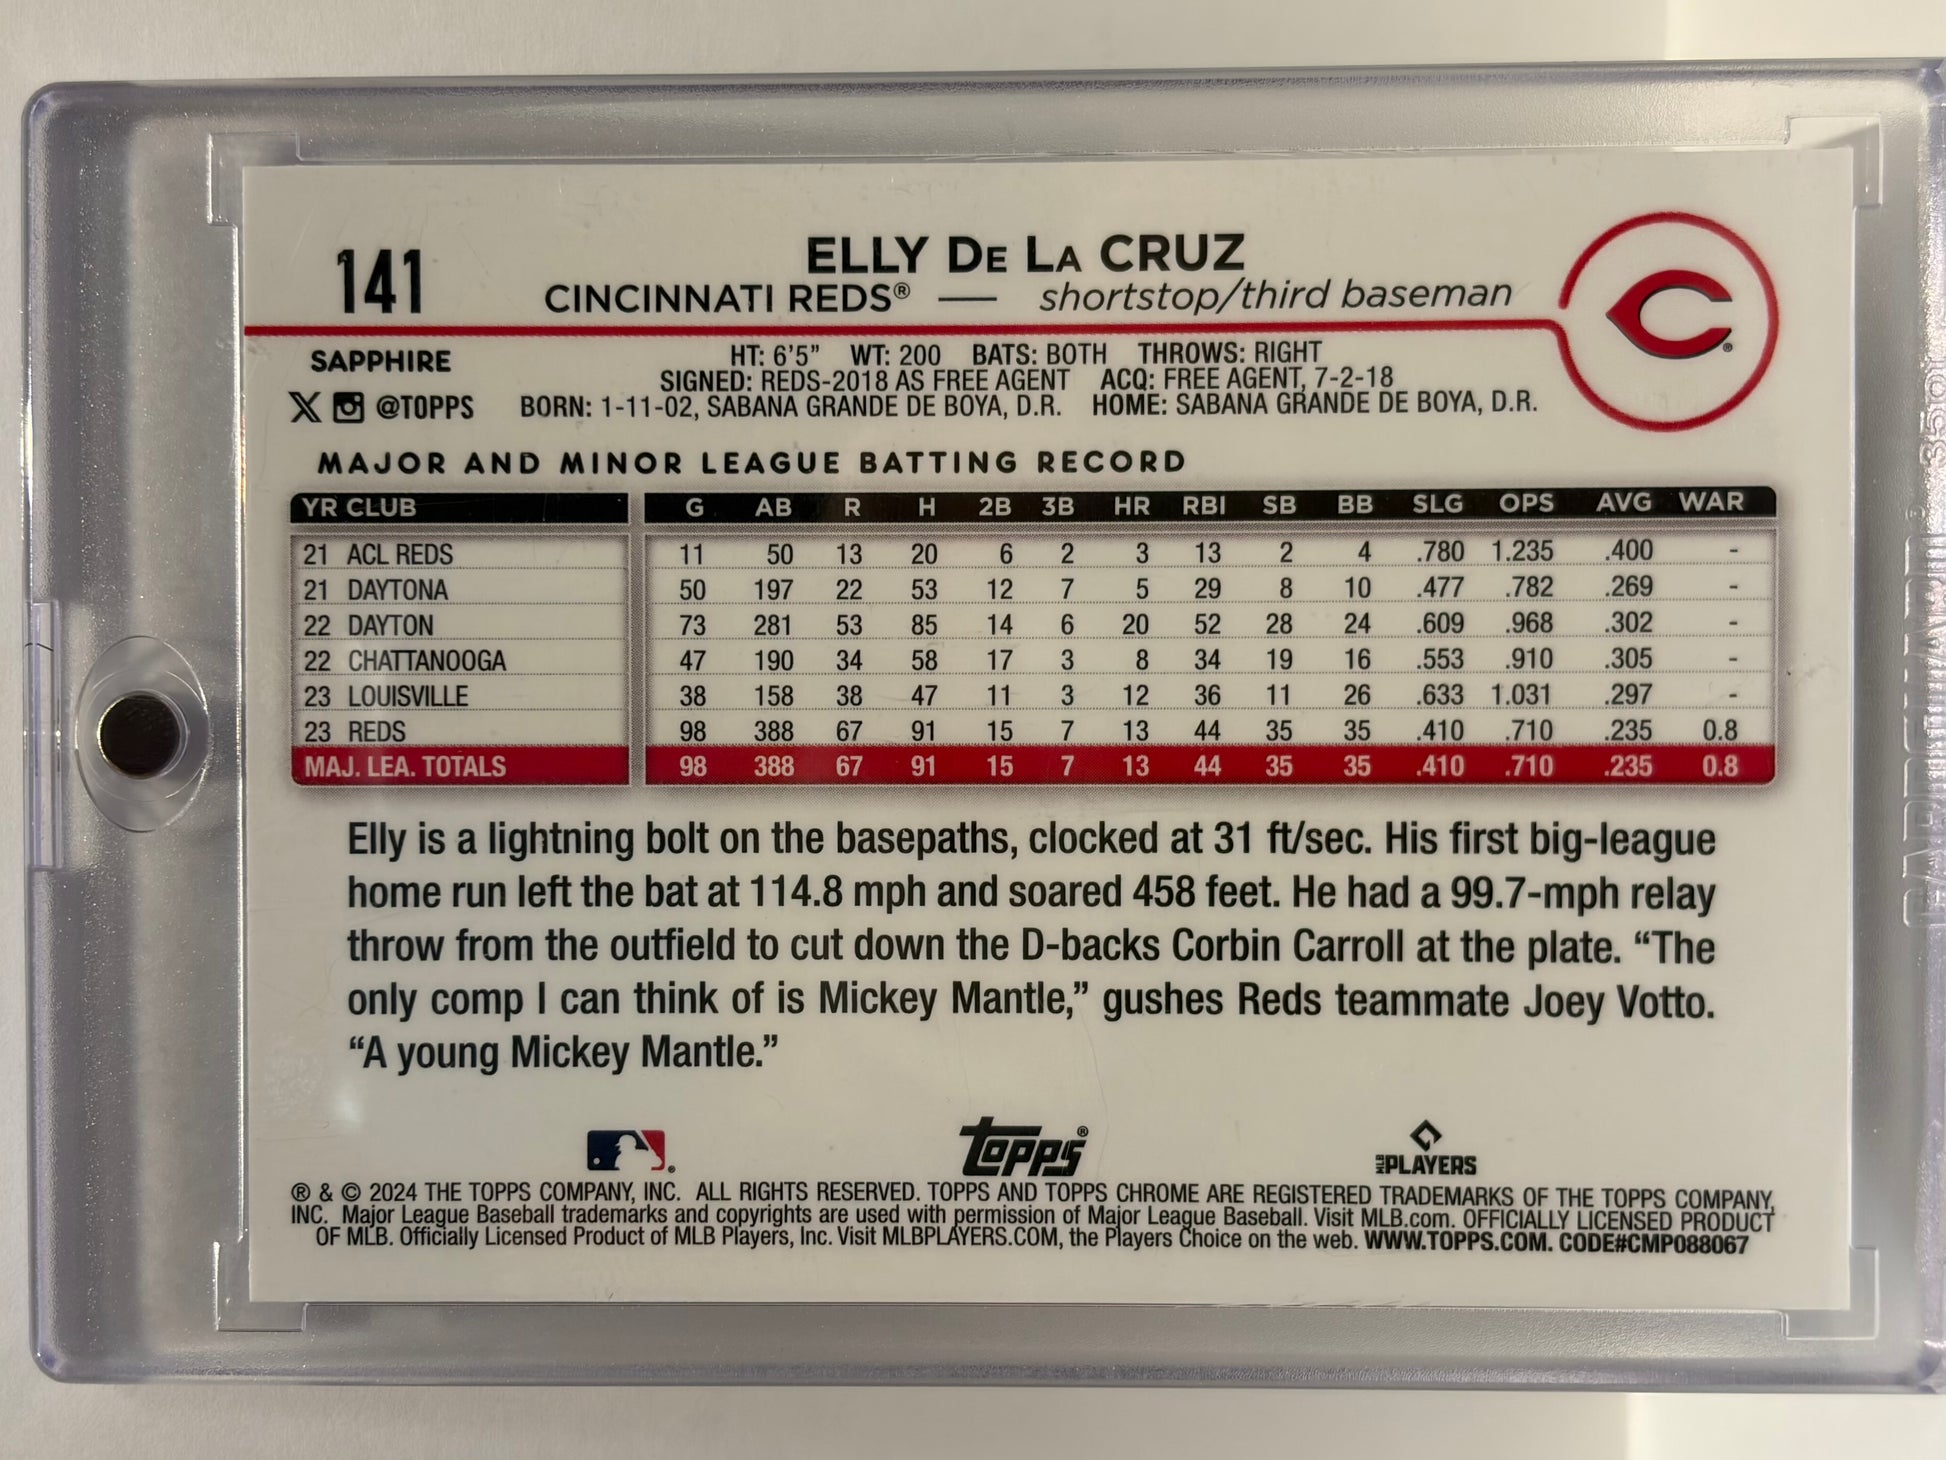 141
ELLY DE LA CRUZ
CINCINNATI REDS® — shortstop/third baseman
SAPPHIRE
@TOPPS
HT: 6'5" WT: 200 BATS: BOTH THROWS: RIGHT
SIGNED: REDS-2018 AS FREE AGENT ACQ: FREE AGENT, 7-2-18
BORN: 1-11-02, SABANA GRANDE DE BOYA, D.R. HOME: SABANA GRANDE DE BOYA, D.R.
MAJOR AND MINOR LEAGUE BATTING RECORD
YR CLUB G AB R H 2B 3B HR RBI SB BB SLG OPS AVG WAR
21 ACL REDS 11 50 13 20 6 2 3 13 2 4 .780 1.235 .400 -
21 DAYTONA 50 197 22 53 12 7 5 29 8 10 .477 .782 .269 -
22 DAYTON 73 281 53 85 14 6 20 52 28 24 .609 .968 .302 -
22 CHATTANOOGA 47 190 34 58 17 3 8 34 19 16 .553 .910 .305 -
23 LOUISVILLE 38 158 38 47 11 3 12 36 11 26 .633 1.031 .297 -
23 REDS 98 388 67 91 15 7 13 44 35 35 .410 .710 .235 0.8
MAJ. LEA. TOTALS 98 388 67 91 15 7 13 44 35 35 .410 .710 .235 0.8
Elly is a lightning bolt on the basepaths, clocked at 31 ft/sec. His first big-league
home run left the bat at 114.8 mph and soared 458 feet. He had a 99.7-mph relay
throw from the outfield to cut down the D-backs Corbin Carroll at the plate. “The
only comp I can think of is Mickey Mantle,” gushes Reds teammate Joey Votto.
“A young Mickey Mantle.”
topps®
MLB PLAYERS
® & © 2024 THE TOPPS COMPANY, INC. ALL RIGHTS RESERVED. TOPPS AND TOPPS CHROME ARE REGISTERED TRADEMARKS OF THE TOPPS COMPANY,
INC. Major League Baseball trademarks and copyrights are used with permission of Major League Baseball. Visit MLB.com. OFFICIALLY LICENSED PRODUCT
OF MLB. Officially Licensed Product of MLB Players, Inc. Visit MLBPLAYERS.COM, the Players Choice on the web. WWW.TOPPS.COM. CODE#CMP088067